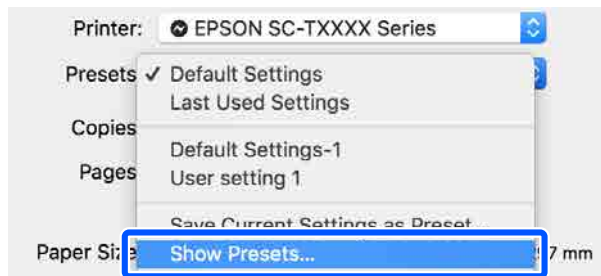 Printer: EPSON SC-TXXXX Series
Presets ✓ Default Settings
Last Used Settings
Copies
Default Settings-1
Pages
User setting 1
Save Current Settings as Preset...
Paper Size
Show Presets...
7 mm